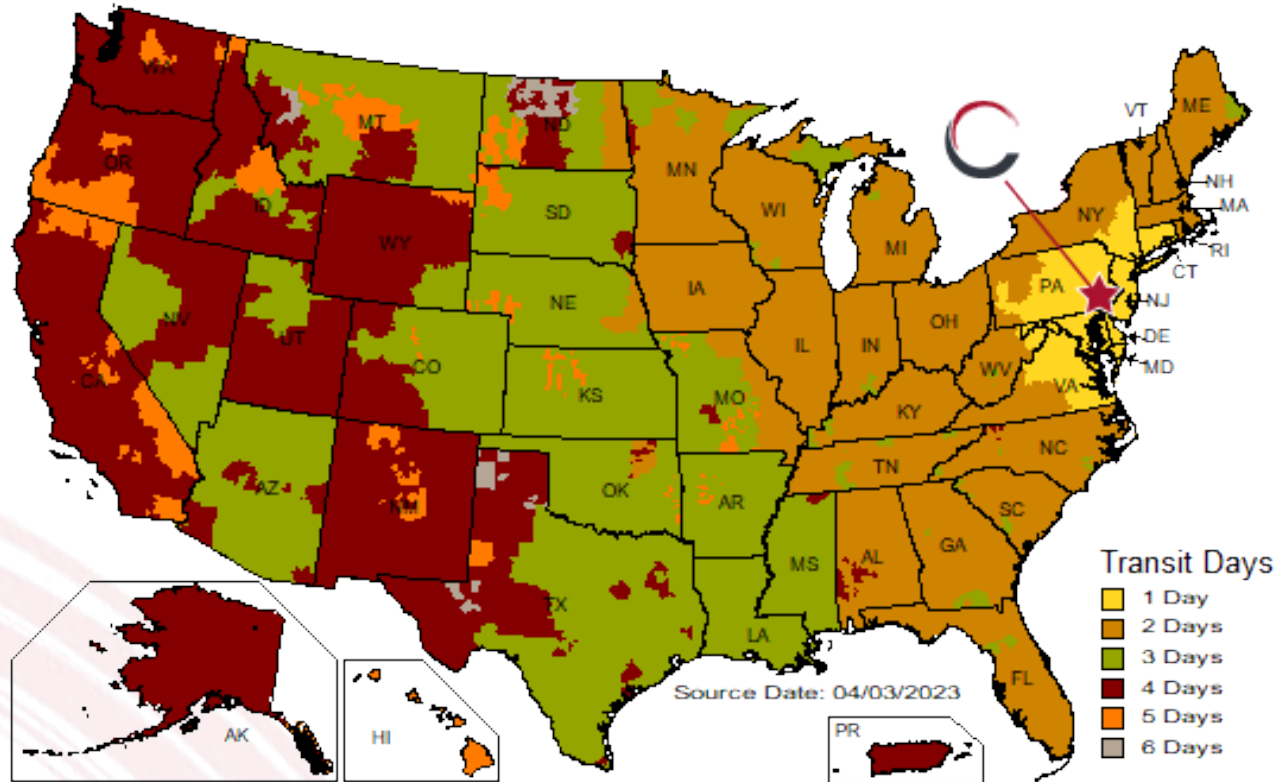 WA
MT
ND
MN
ME
VT
OR
ID
SD
WI
NH
NY
MA
WY
MI
RI
CT
IA
PA
NE
NJ
NV
OH
UT
IL
IN
DE
CO
WV
MD
CA
VA
KS
MO
KY
NC
TN
AZ
OK
NM
AR
SC
GA
AL
MS
TX
LA
FL
AK
HI
PR
Transit Days
1 Day
2 Days
3 Days
4 Days
5 Days
6 Days
Source Date: 04/03/2023